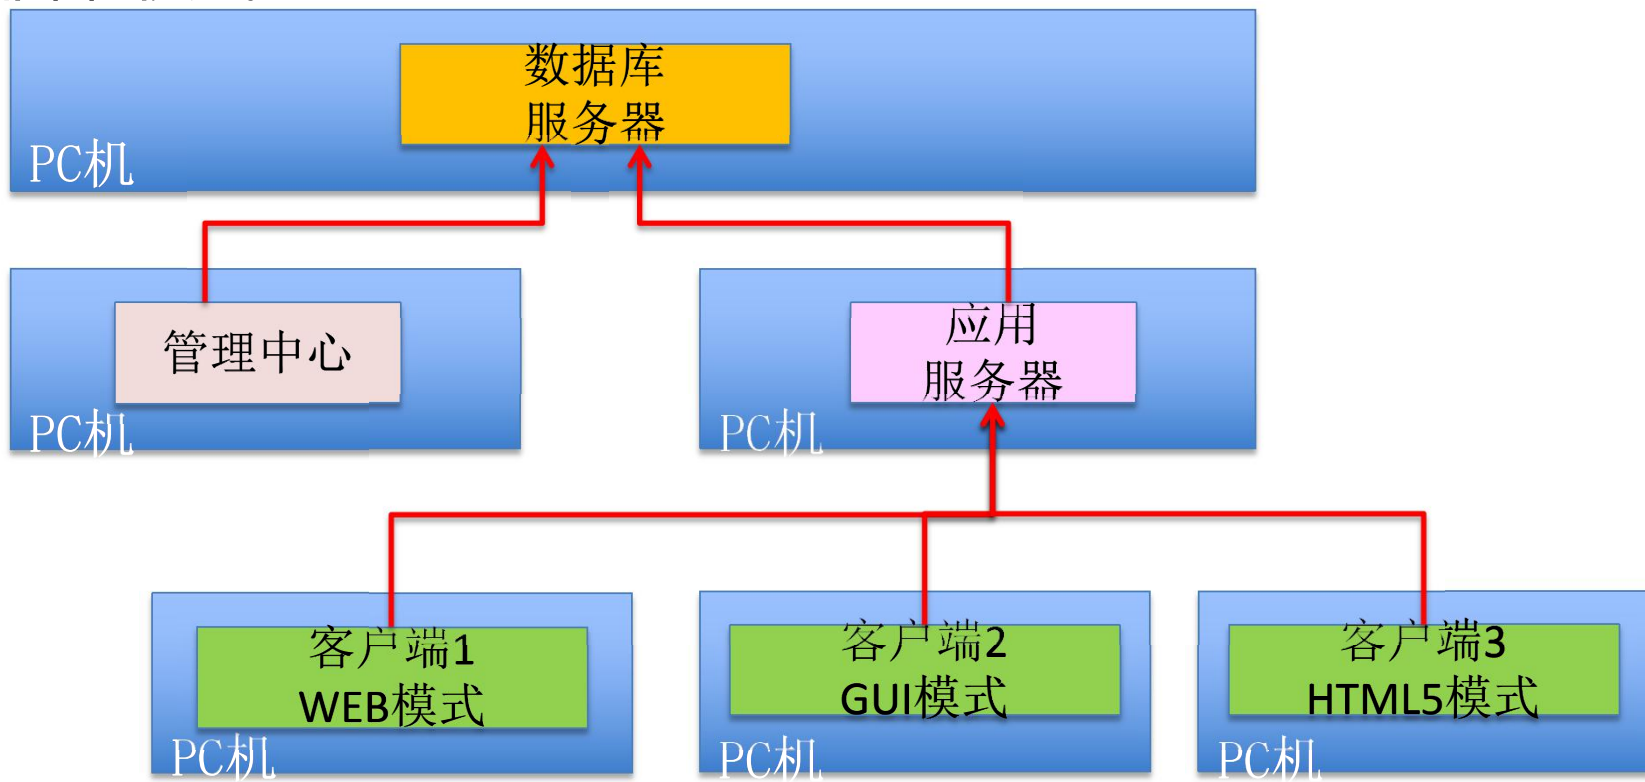 数据库
服务器
PC机
管理中心
PC机
应用
服务器
PC机
客户端1
WEB模式
PC机
客户端2
GUI模式
PC机
客户端3
HTML5模式
PC机